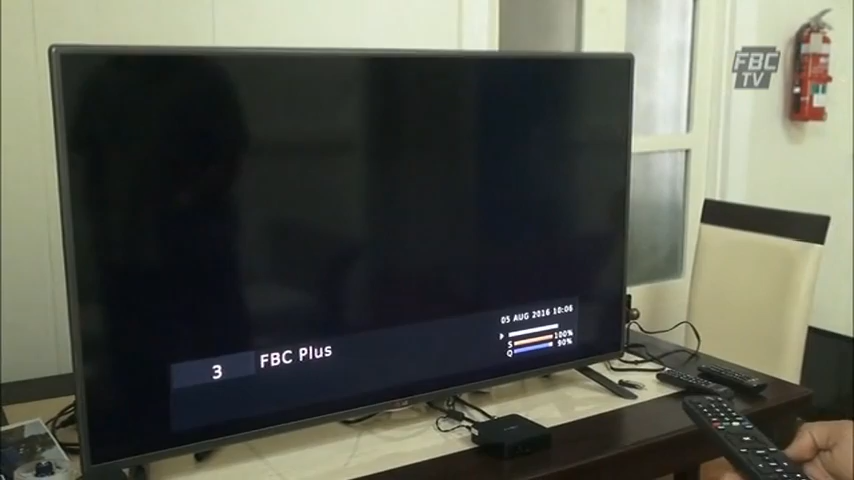 FBC
TV
05 AUG 2016 10:06
S 100%
Q 90%
3 FBC Plus